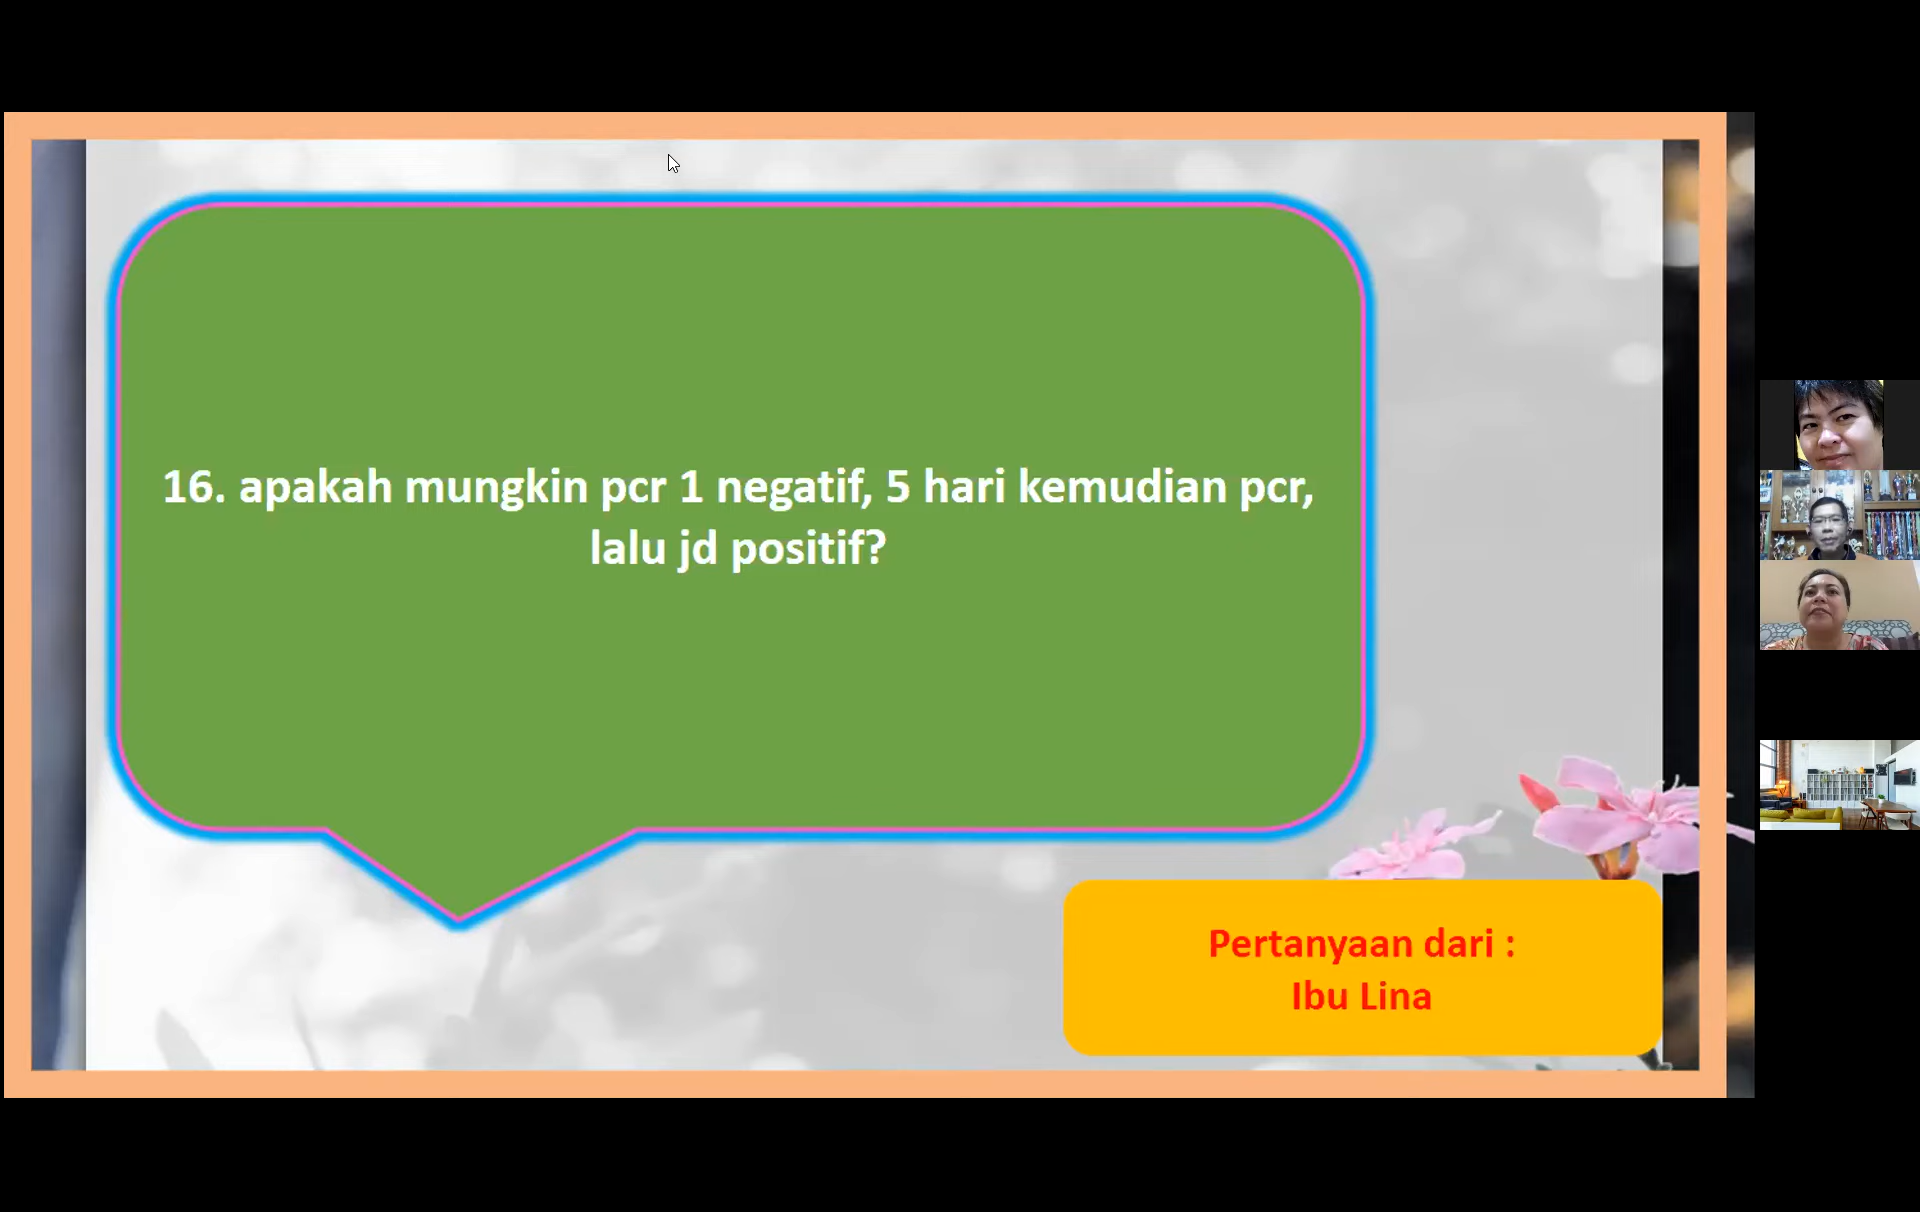 16. apakah mungkin pcr 1 negatif, 5 hari kemudian pcr,
lalu jd positif?
Pertanyaan dari :
Ibu Lina